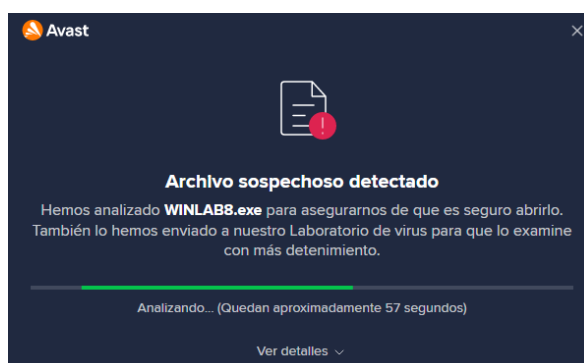 Avast
Archivo sospechoso detectado
Hemos analizado WINLAB8.exe para asegurarnos de que es seguro abrirlo.
También lo hemos enviado a nuestro Laboratorio de virus para que lo examine
con más detenimiento.
Analizando... (Quedan aproximadamente 57 segundos)
Ver detalles